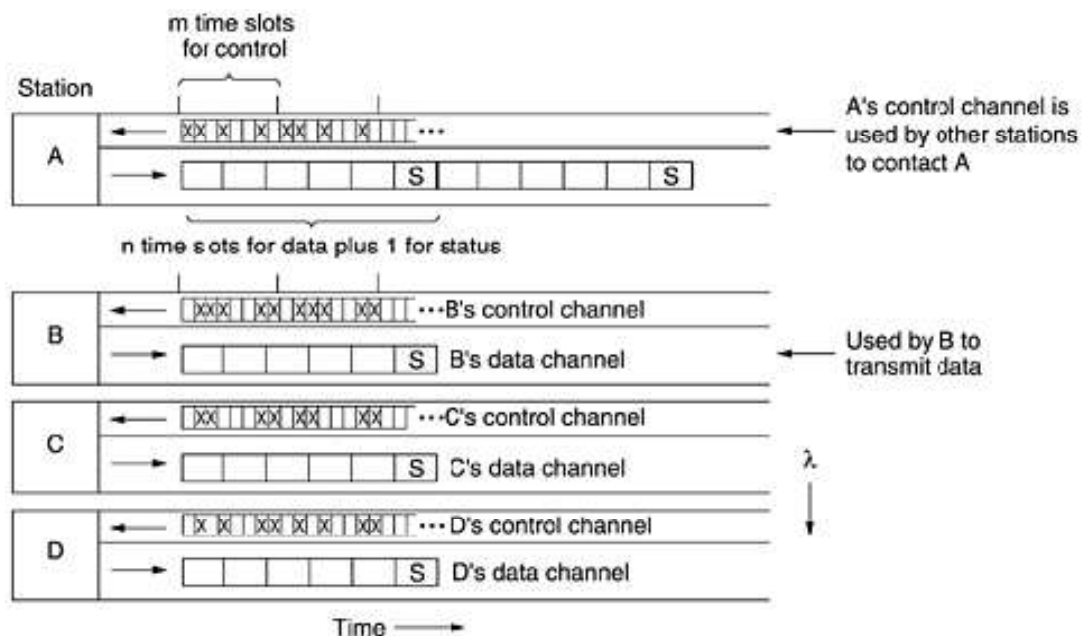 m time slots
for control
Station
A
S
S
A's control channel is
used by other stations
to contact A
n time slots for data plus 1 for status
B
B's control channel
S
B's data channel
Used by B to
transmit data
C
C's control channel
S
C's data channel
λ
D
D's control channel
S
D's data channel
Time